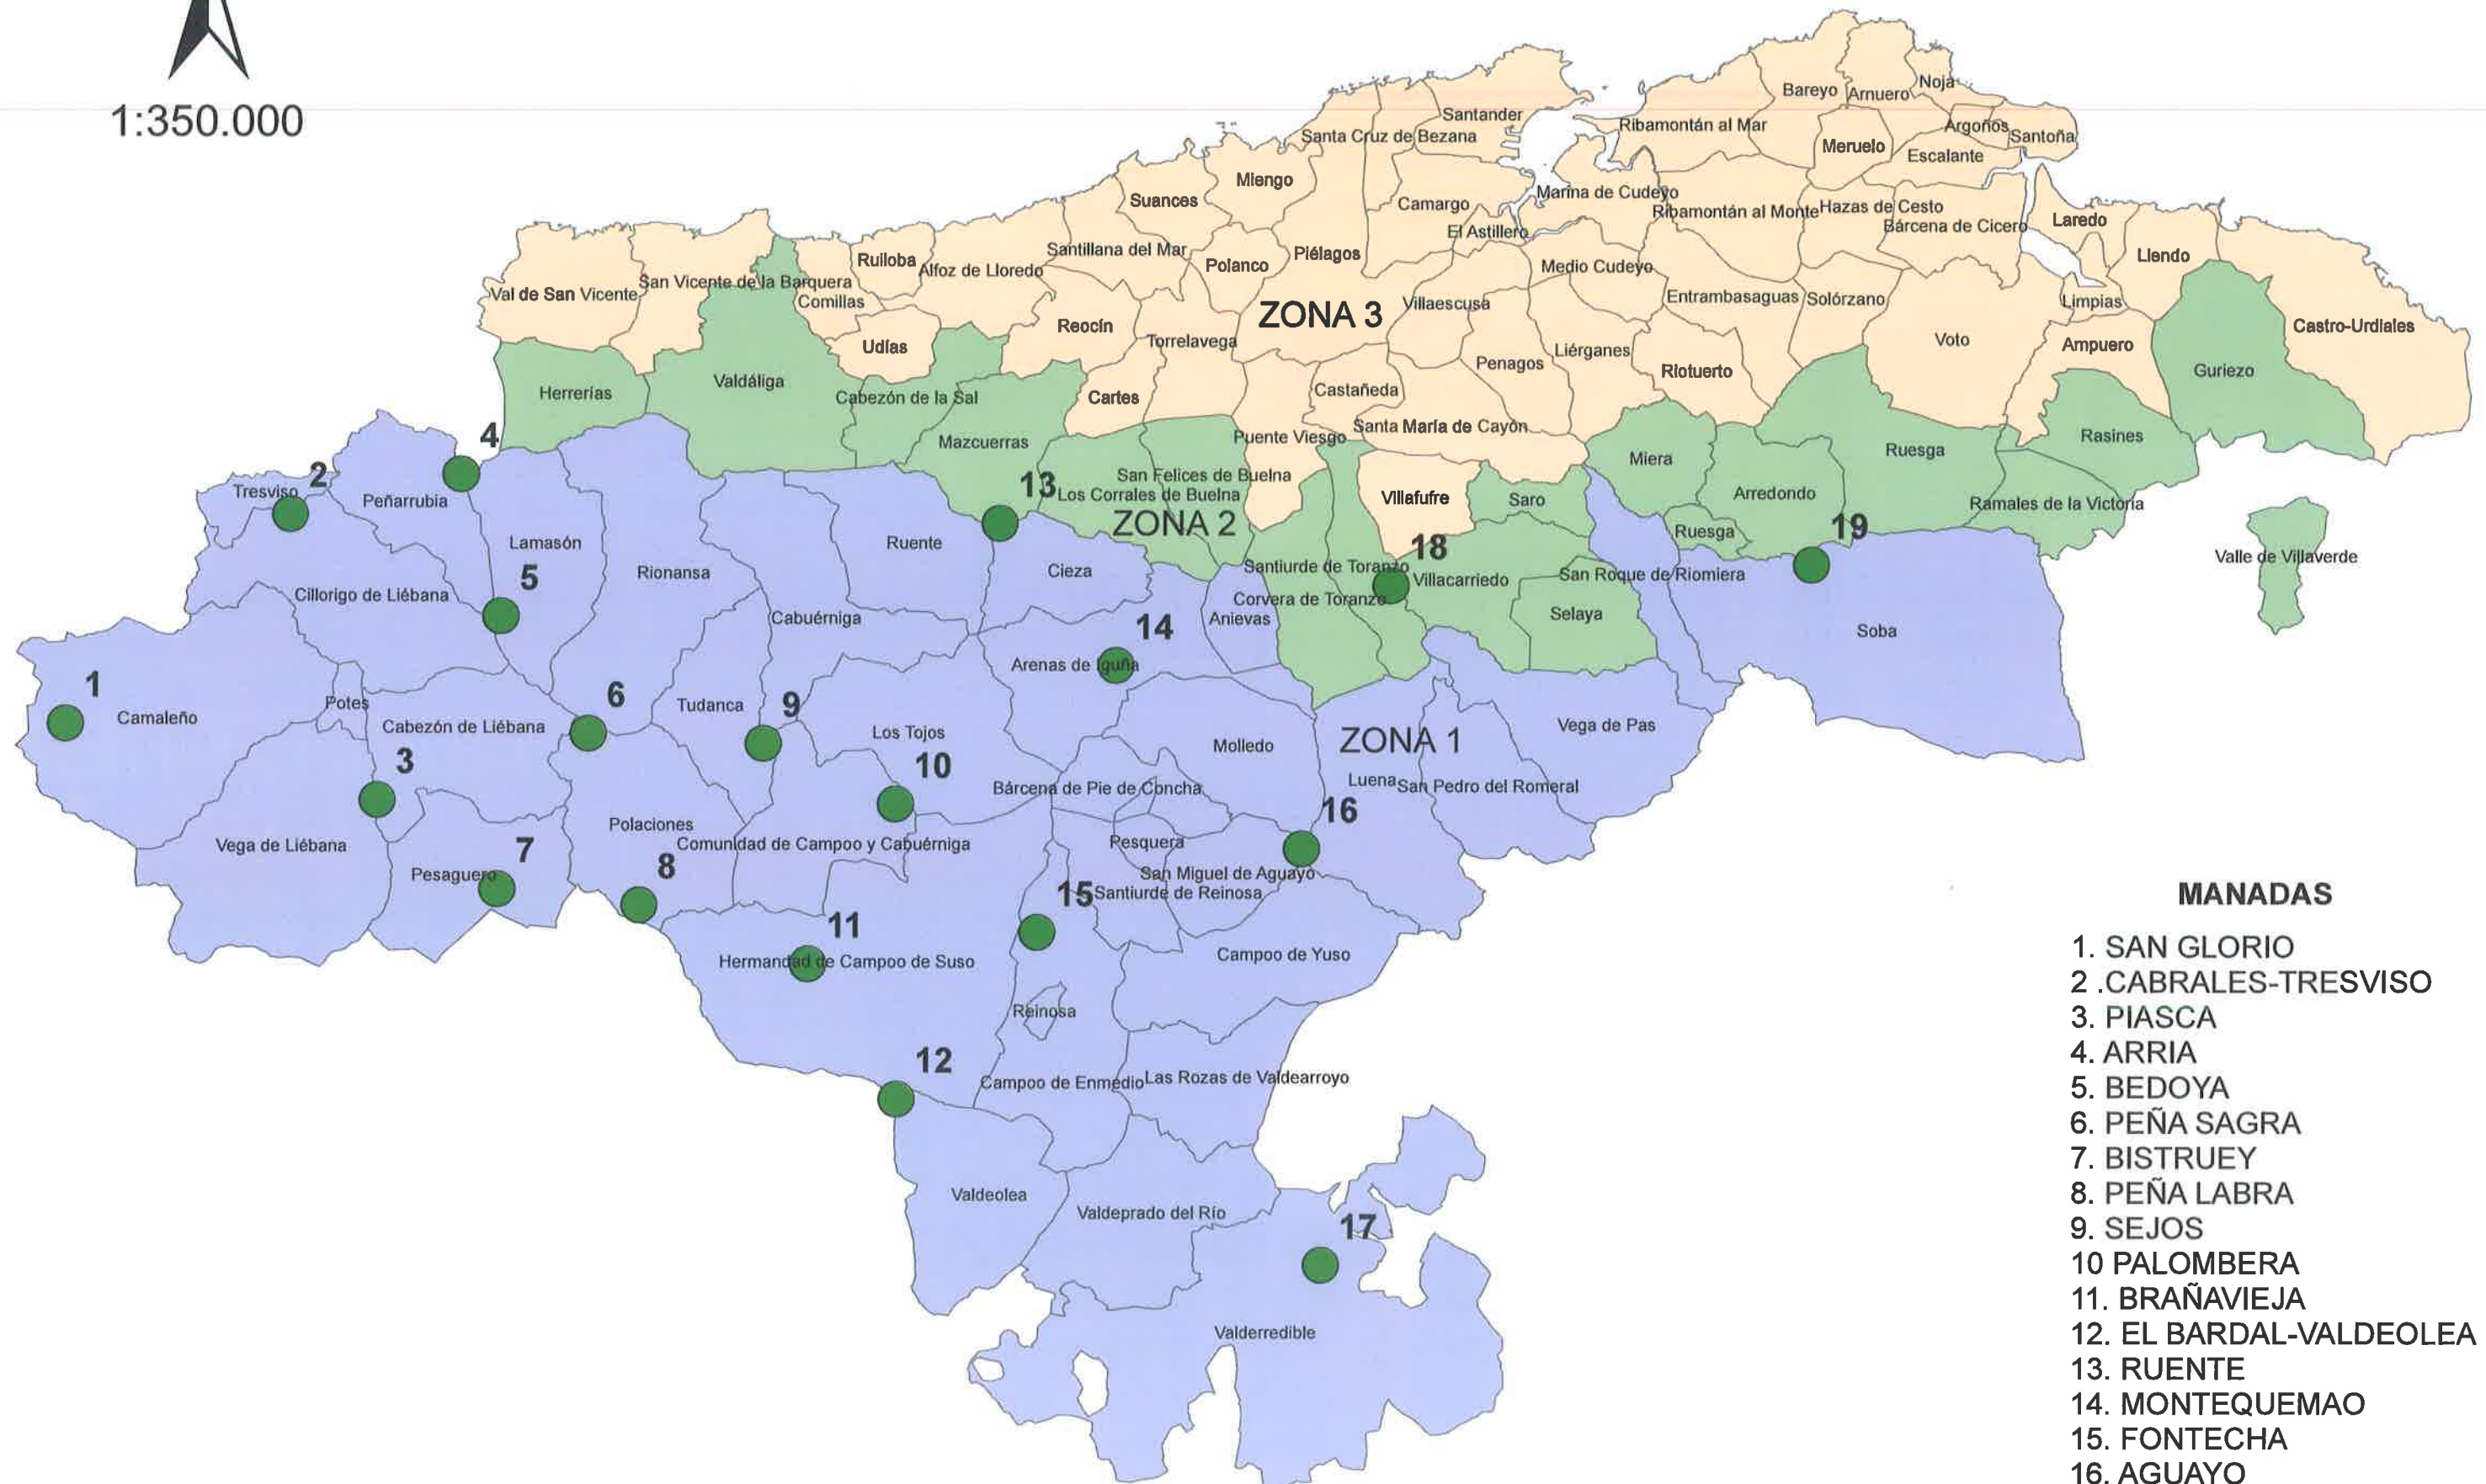 1:350.000
Noja
Bareyo
Arnuero
Santander
Ribamontán al Mar
Argoños
Santoña
Santa Cruz de Bezana
Meruelo
Escalante
Miengo
Suances
Camargo
Marina de Cudeyo
Ribamontán al Monte
Hazas de Cesto
Bárcena de Cicero
Laredo
El Astillero
Santillana del Mar
Piélagos
Liendo
Ruiloba
Alfoz de Lloredo
Polanco
Medio Cudeyo
Val de San Vicente
San Vicente de la Barquera
Comillas
Villaescusa
Entrambasaguas
Solórzano
Limpias
ZONA 3
Reocín
Castro-Urdiales
Torrelavega
Udías
Liérganes
Voto
Ampuero
Penagos
Riotuerto
Guriezo
Valdáliga
Herrerías
Castañeda
Cabezón de la Sal
Cartes
Santa María de Cayón
4
Mazcuerras
Puente Viesgo
Rasines
Ruesga
Miera
2
San Felices de Buelna
13
Tresviso
Peñarrubia
Los Corrales de Buelna
Villafufre
Saro
Arredondo
Ramales de la Victoria
ZONA 2
Ruesga
19
Lamasón
Ruente
18
Valle de Villaverde
5
Rionansa
Cieza
Santiurde de Toranzo
Villacarriedo
San Roque de Riomiera
Cillorigo de Liébana
Corvera de Toranzo
Cabuérniga
14
Anievas
Selaya
Soba
Arenas de Iguña
1
6
9
Potes
Tudanca
Camaleño
Cabezón de Liébana
Los Tojos
Molledo
ZONA 1
Vega de Pas
3
10
Bárcena de Pie de Concha
Luena
San Pedro del Romeral
16
Polaciones
Vega de Liébana
7
Comunidad de Campoo y Cabuérniga
Pesquera
8
Pesaguero
San Miguel de Aguayo
15
Santiurde de Reinosa
11
Hermandad de Campoo de Suso
Campoo de Yuso
Reinosa
12
Campoo de Enmedio
Las Rozas de Valdearroyo
Valdeolea
Valdeprado del Río
17
Valderredible
MANADAS
1. SAN GLORIO
2 .CABRALES-TRESVISO
3. PIASCA
4. ARRIA
5. BEDOYA
6. PEÑA SAGRA
7. BISTRUEY
8. PEÑA LABRA
9. SEJOS
10 PALOMBERA
11. BRAÑAVIEJA
12. EL BARDAL-VALDEOLEA
13. RUENTE
14. MONTEQUEMAO
15. FONTECHA
16. AGUAYO